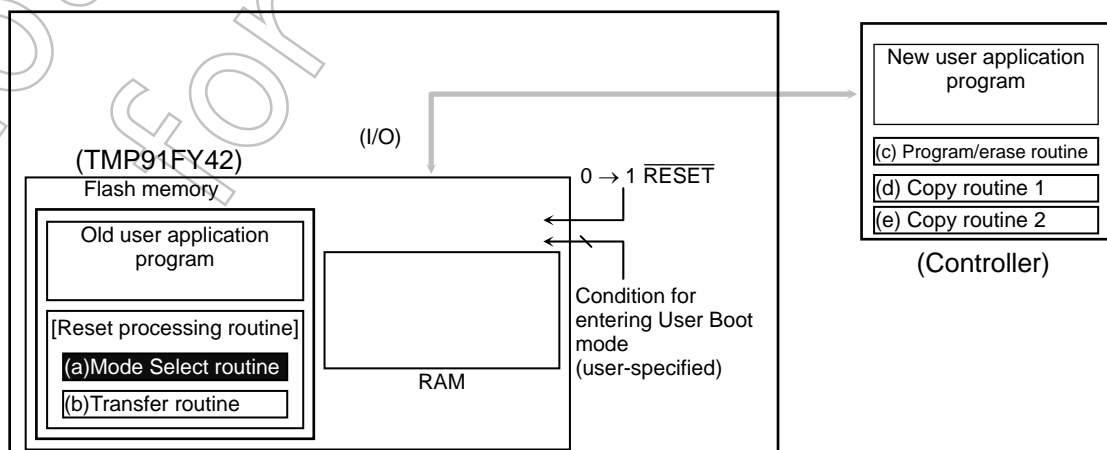 New user application
program
(c) Program/erase routine
(d) Copy routine 1
(e) Copy routine 2
(Controller)
(I/O)
(TMP91FY42)
Flash memory
0 → 1 RESET
Old user application
program
[Reset processing routine]
(a)Mode Select routine
(b)Transfer routine
RAM
Condition for
entering User Boot
mode
(user-specified)